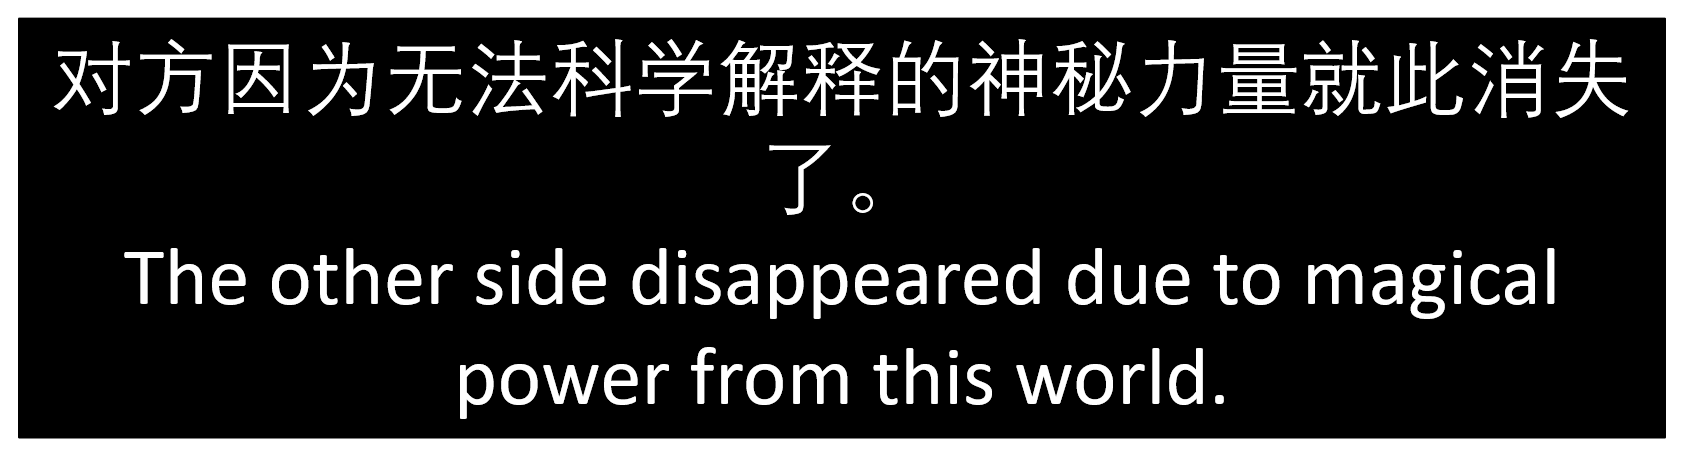 对方因为无法科学解释的神秘力量就此消失
了。
The other side disappeared due to magical
power from this world.